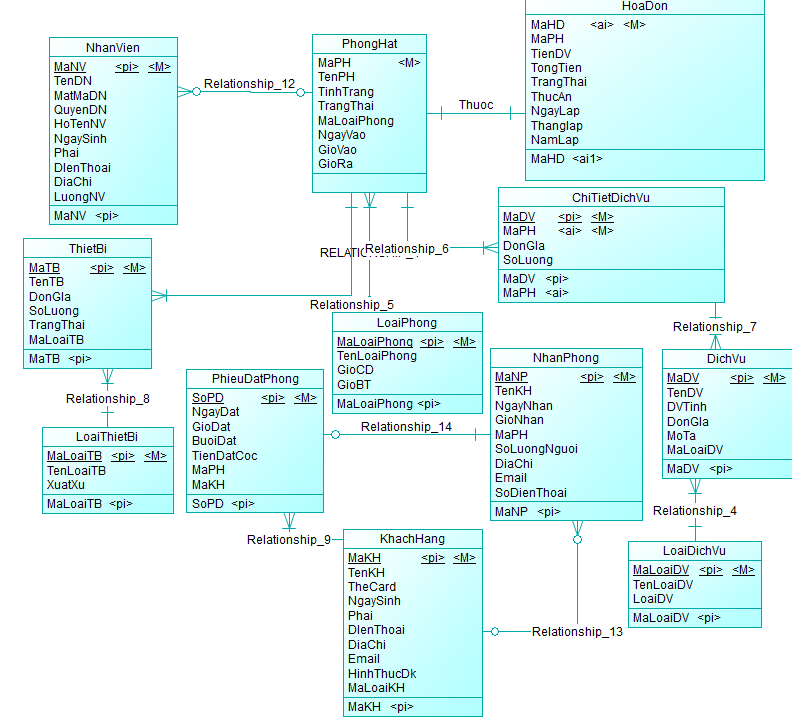 HoaDon
MaHD <ai> <M>
MaPH
TienDV
TongTien
TrangThai
ThucAn
NgayLap
Thanglap
NamLap
MaHD <ai1>
NhanVien
MaNV <pi> <M>
TenDN
MatMaDN
QuyenDN
HoTenNV
NgaySinh
Phai
DIenThoai
DiaChi
LuongNV
MaNV <pi>
Relationship_12
PhongHat
MaPH <M>
TenPH
TinhTrang
TrangThai
MaLoaiPhong
NgayVao
GioVao
GioRa
Thuoc
ChiTietDichVu
MaDV <pi> <M>
MaPH <ai> <M>
DonGIa
SoLuong
MaDV <pi>
MaPH <ai>
Relationship_6
ThietBi
MaTB <pi> <M>
TenTB
DonGIa
SoLuong
TrangThai
MaLoaiTB
MaTB <pi>
Relationship_5
LoaiPhong
MaLoaiPhong <pi> <M>
TenLoaiPhong
GioCD
GioBT
MaLoaiPhong <pi>
Relationship_7
NhanPhong
MaNP <pi> <M>
TenKH
NgayNhan
GioNhan
MaPH
SoLuongNguoi
DiaChi
Email
SoDienThoai
MaNP <pi>
DichVu
MaDV <pi> <M>
TenDV
DVTinh
DonGIa
MoTa
MaLoaiDV
MaDV <pi>
PhieuDatPhong
SoPD <pi> <M>
NgayDat
GioDat
BuoiDat
TienDatCoc
MaPH
MaKH
SoPD <pi>
Relationship_8
Relationship_14
LoaiThietBi
MaLoaiTB <pi> <M>
TenLoaiTB
XuatXu
MaLoaiTB <pi>
Relationship_4
Relationship_9
KhachHang
MaKH <pi> <M>
TenKH
TheCard
NgaySinh
Phai
DIenThoai
DiaChi
Email
HinhThucDk
MaLoaiKH
MaKH <pi>
LoaiDichVu
MaLoaiDV <pi> <M>
TenLoaiDV
LoaiDV
MaLoaiDV <pi>
Relationship_13